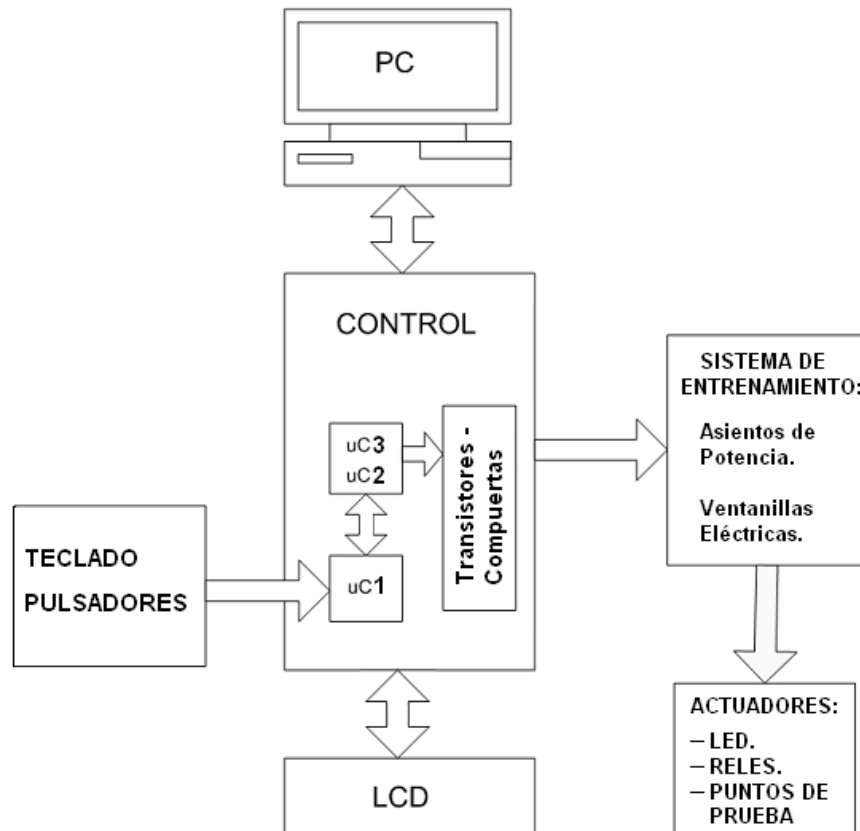 PC
CONTROL
uC3
uC2
Transistores -
Compuertas
uC1
TECLADO
PULSADORES
SISTEMA DE
ENTRENAMIENTO:
Asientos de
Potencia.
Ventanillas
Eléctricas.
ACTUADORES:
– LED.
– RELES.
– PUNTOS DE
PRUEBA
LCD